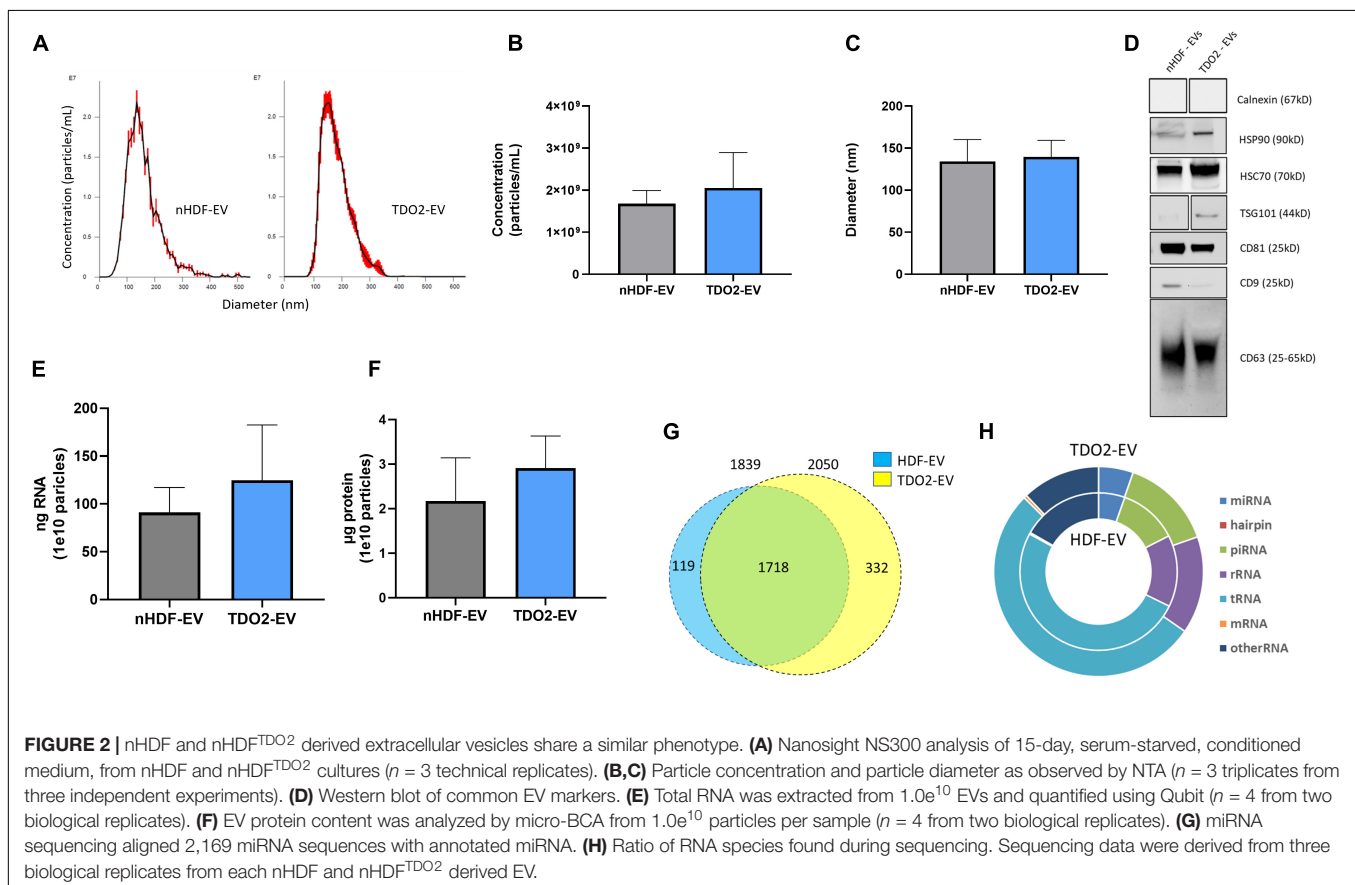 A
E7
2.0
1.0
0
Concentration (particles/mL)
nHDF-EV
0
100
200
300
400
500
600
E7
2.0
1.0
0
TDO2-EV
0
100
200
300
400
500
600
Diameter (nm)
B
Concentration
(particles/mL)
4×10⁹
3×10⁹
2×10⁹
1×10⁹
0
nHDF-EV
TDO2-EV
C
Diameter (nm)
200
150
100
50
0
nHDF-EV
TDO2-EV
D
nHDF - EVs
TDO2 - EVs
Calnexin (67kD)
HSP90 (90kD)
HSC70 (70kD)
TSG101 (44kD)
CD81 (25kD)
CD9 (25kD)
CD63 (25-65kD)
E
ng RNA
(1e10 paricles)
200
150
100
50
0
nHDF-EV
TDO2-EV
F
µg protein
(1e10 particles)
4
3
2
1
0
nHDF-EV
TDO2-EV
G
HDF-EV
TDO2-EV
1839
2050
119
1718
332
H
TDO2-EV
HDF-EV
miRNA
hairpin
piRNA
rRNA
tRNA
mRNA
otherRNA
FIGURE 2 | nHDF and nHDF^TDO2 derived extracellular vesicles share a similar phenotype. (A) Nanosight NS300 analysis of 15-day, serum-starved, conditioned
medium, from nHDF and nHDF^TDO2 cultures (n = 3 technical replicates). (B,C) Particle concentration and particle diameter as observed by NTA (n = 3 triplicates from
three independent experiments). (D) Western blot of common EV markers. (E) Total RNA was extracted from 1.0e^10 EVs and quantified using Qubit (n = 4 from two
biological replicates). (F) EV protein content was analyzed by micro-BCA from 1.0e^10 particles per sample (n = 4 from two biological replicates). (G) miRNA
sequencing aligned 2,169 miRNA sequences with annotated miRNA. (H) Ratio of RNA species found during sequencing. Sequencing data were derived from three
biological replicates from each nHDF and nHDF^TDO2 derived EV.